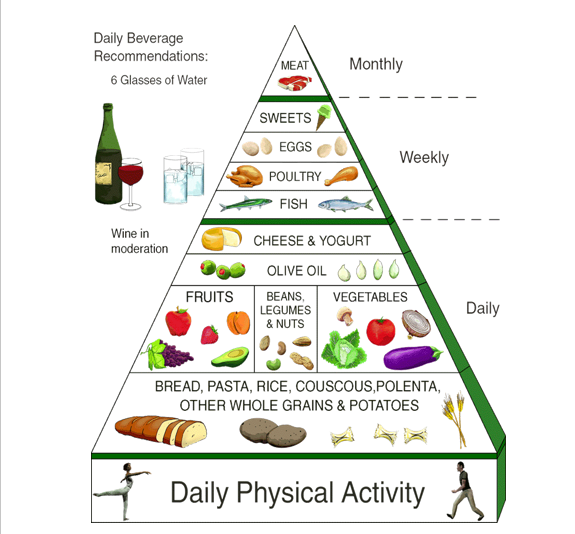 Daily Beverage
Recommendations:
6 Glasses of Water
Wine in
moderation
MEAT
Monthly
SWEETS
EGGS
POULTRY
FISH
Weekly
CHEESE & YOGURT
OLIVE OIL
FRUITS
BEANS,
LEGUMES
& NUTS
VEGETABLES
Daily
BREAD, PASTA, RICE, COUSCOUS,POLENTA,
OTHER WHOLE GRAINS & POTATOES
Daily Physical Activity